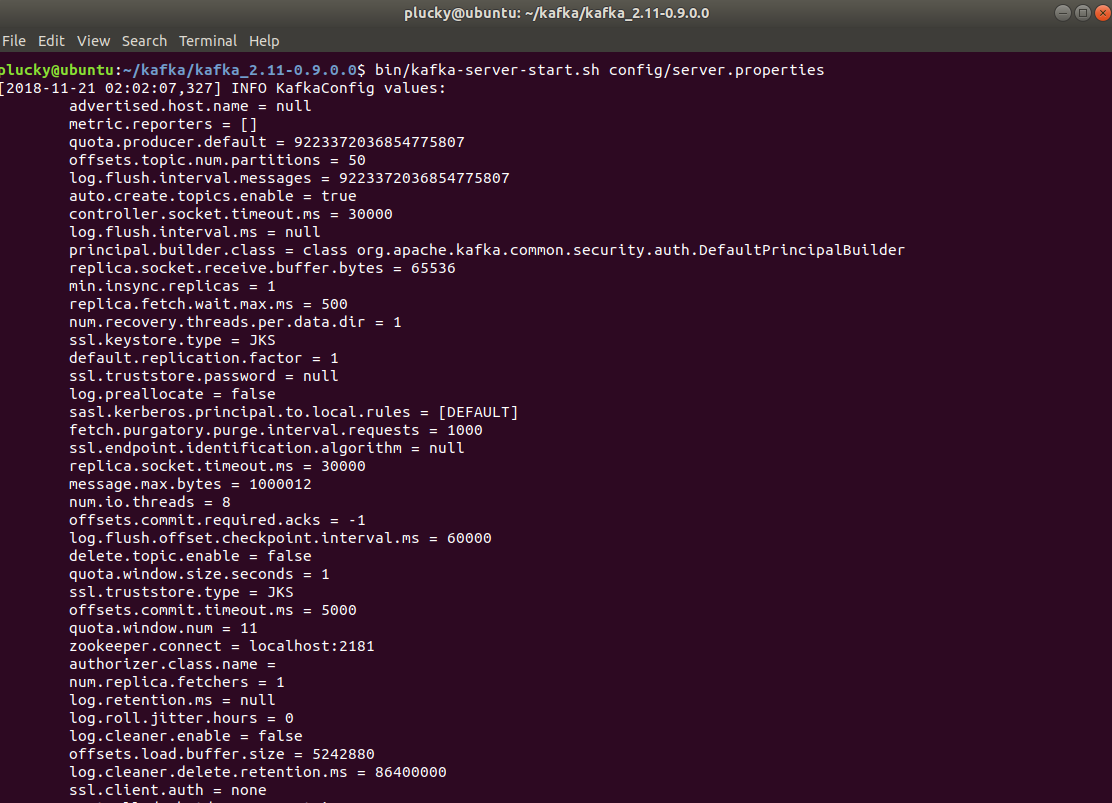 plucky@ubuntu: ~/kafka/kafka_2.11-0.9.0.0
File Edit View Search Terminal Help
plucky@ubuntu:~/kafka/kafka_2.11-0.9.0.0$ bin/kafka-server-start.sh config/server.properties
[2018-11-21 02:02:07,327] INFO KafkaConfig values:
advertised.host.name = null
metric.reporters = []
quota.producer.default = 9223372036854775807
offsets.topic.num.partitions = 50
log.flush.interval.messages = 9223372036854775807
auto.create.topics.enable = true
controller.socket.timeout.ms = 30000
log.flush.interval.ms = null
principal.builder.class = class org.apache.kafka.common.security.auth.DefaultPrincipalBuilder
replica.socket.receive.buffer.bytes = 65536
min.insync.replicas = 1
replica.fetch.wait.max.ms = 500
num.recovery.threads.per.data.dir = 1
ssl.keystore.type = JKS
default.replication.factor = 1
ssl.truststore.password = null
log.preallocate = false
sasl.kerberos.principal.to.local.rules = [DEFAULT]
fetch.purgatory.purge.interval.requests = 1000
ssl.endpoint.identification.algorithm = null
replica.socket.timeout.ms = 30000
message.max.bytes = 1000012
num.io.threads = 8
offsets.commit.required.acks = -1
log.flush.offset.checkpoint.interval.ms = 60000
delete.topic.enable = false
quota.window.size.seconds = 1
ssl.truststore.type = JKS
offsets.commit.timeout.ms = 5000
quota.window.num = 11
zookeeper.connect = localhost:2181
authorizer.class.name =
num.replica.fetchers = 1
log.retention.ms = null
log.roll.jitter.hours = 0
log.cleaner.enable = false
offsets.load.buffer.size = 5242880
log.cleaner.delete.retention.ms = 86400000
ssl.client.auth = none